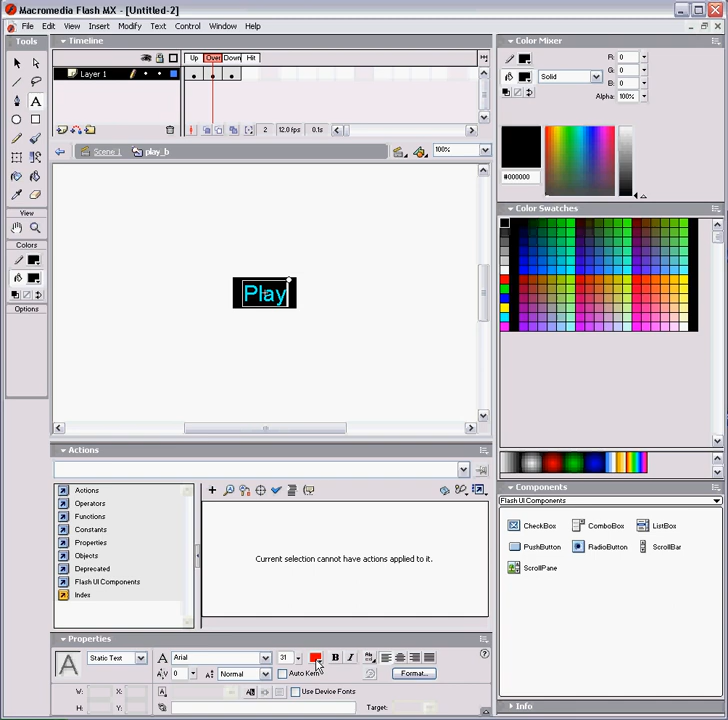 Macromedia Flash MX - [Untitled-2]
File Edit View Insert Modify Text Control Window Help
Tools
Timeline
Up Over Down Hit
Layer 1
2 12.0 fps 0.1s
Scene 1 play_b 100%
View
Colors
Options
Play
Color Mixer
R: 0
Solid G: 0
B: 0
Alpha: 100%
#000000
Color Swatches
Actions
Actions
Operators
Functions
Constants
Properties
Objects
Deprecated
Flash UI Components
Index
Current selection cannot have actions applied to it.
Components
Flash UI Components
CheckBox ComboBox ListBox
PushButton RadioButton ScrollBar
ScrollPane
Properties
A Static Text A Arial 31 B I
A\V 0 Normal Auto Kern Format...
W: X: Use Device Fonts
H: Y: Target:
Info